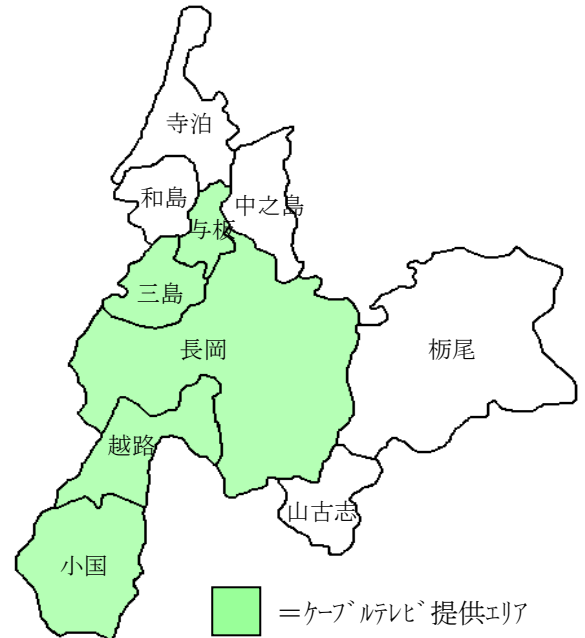 寺泊
和島
中之島
与板
三島
長岡
栃尾
越路
山古志
小国
=ｹｰﾌﾞﾙﾃﾚﾋﾞ提供ｴﾘｱ